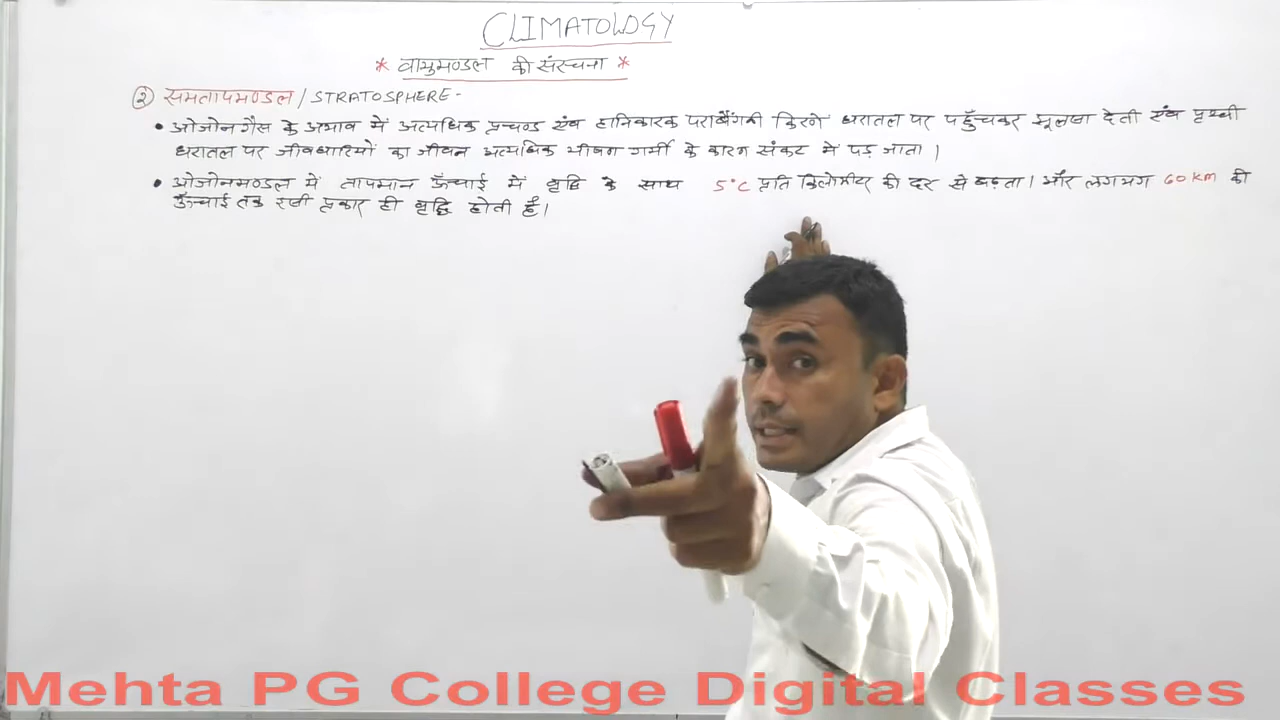 CLIMATOLOGY
* वायुमण्डल की संरचना *
② समतापमण्डल / STRATOSPHERE -
• ओजोन गैस के अभाव में अत्यधिक प्रचण्ड एंव हानिकारक पराबैंगनी किरणें धरातल पर पहुँचकर झुलसा देती एंव पृथ्वी
धरातल पर जीवधारियों का जीवन अत्यधिक भीषण गर्मी के कारण संकट में पड़ जाता ।
• ओजोनमण्डल में तापमान ऊँचाई में वृद्धि के साथ 5°C प्रति किलोमीटर की दर से बढ़ता। और लगभग 60 Km की
ऊँचाई तक इसी प्रकार ही वृद्धि होती है।
Mehta PG College Digital Classes